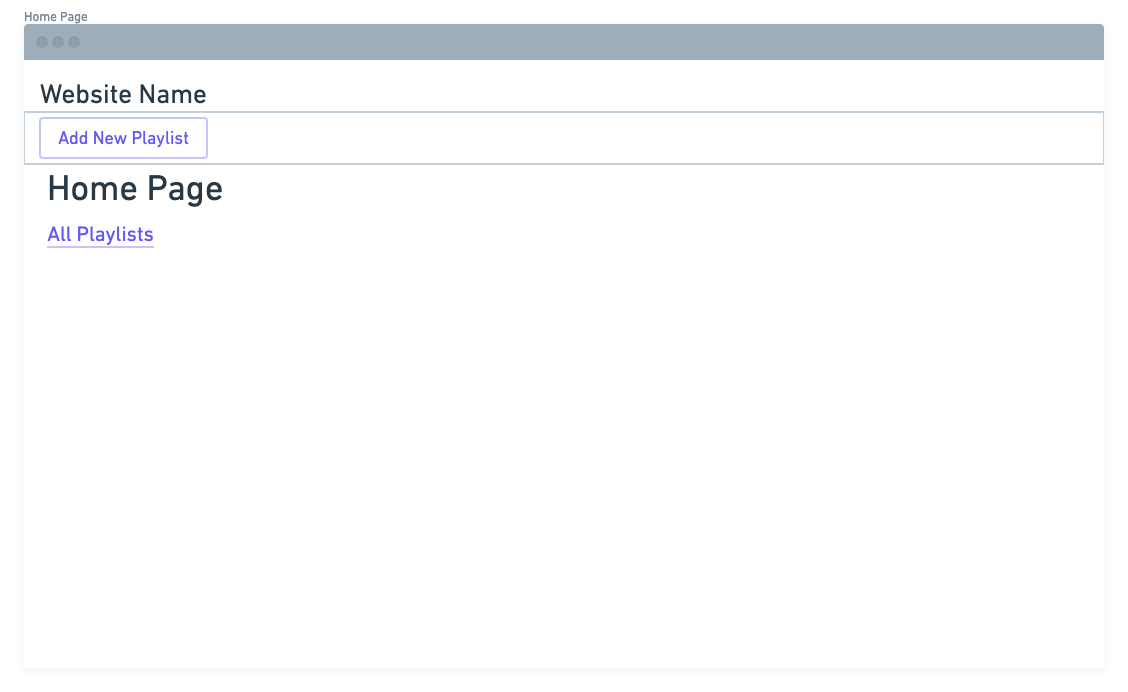 Home Page
Website Name
Add New Playlist
Home Page
All Playlists